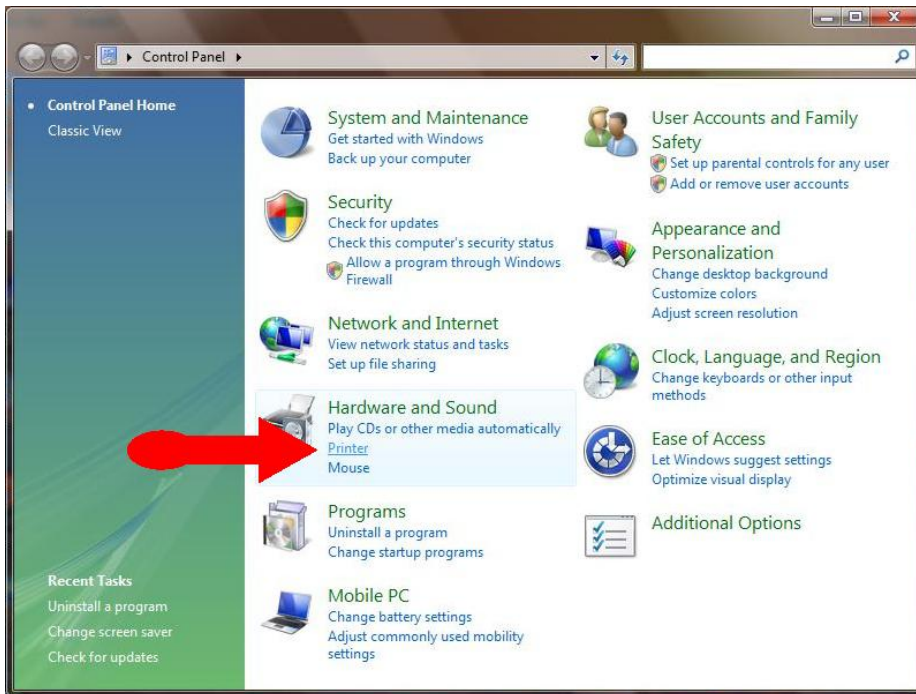 Control Panel
Control Panel Home
Classic View
System and Maintenance
Get started with Windows
Back up your computer
Security
Check for updates
Check this computer's security status
Allow a program through Windows
Firewall
Network and Internet
View network status and tasks
Set up file sharing
Hardware and Sound
Play CDs or other media automatically
Printer
Mouse
Programs
Uninstall a program
Change startup programs
Mobile PC
Change battery settings
Adjust commonly used mobility
settings
User Accounts and Family
Safety
Set up parental controls for any user
Add or remove user accounts
Appearance and
Personalization
Change desktop background
Customize colors
Adjust screen resolution
Clock, Language, and Region
Change keyboards or other input
methods
Ease of Access
Let Windows suggest settings
Optimize visual display
Additional Options
Recent Tasks
Uninstall a program
Change screen saver
Check for updates